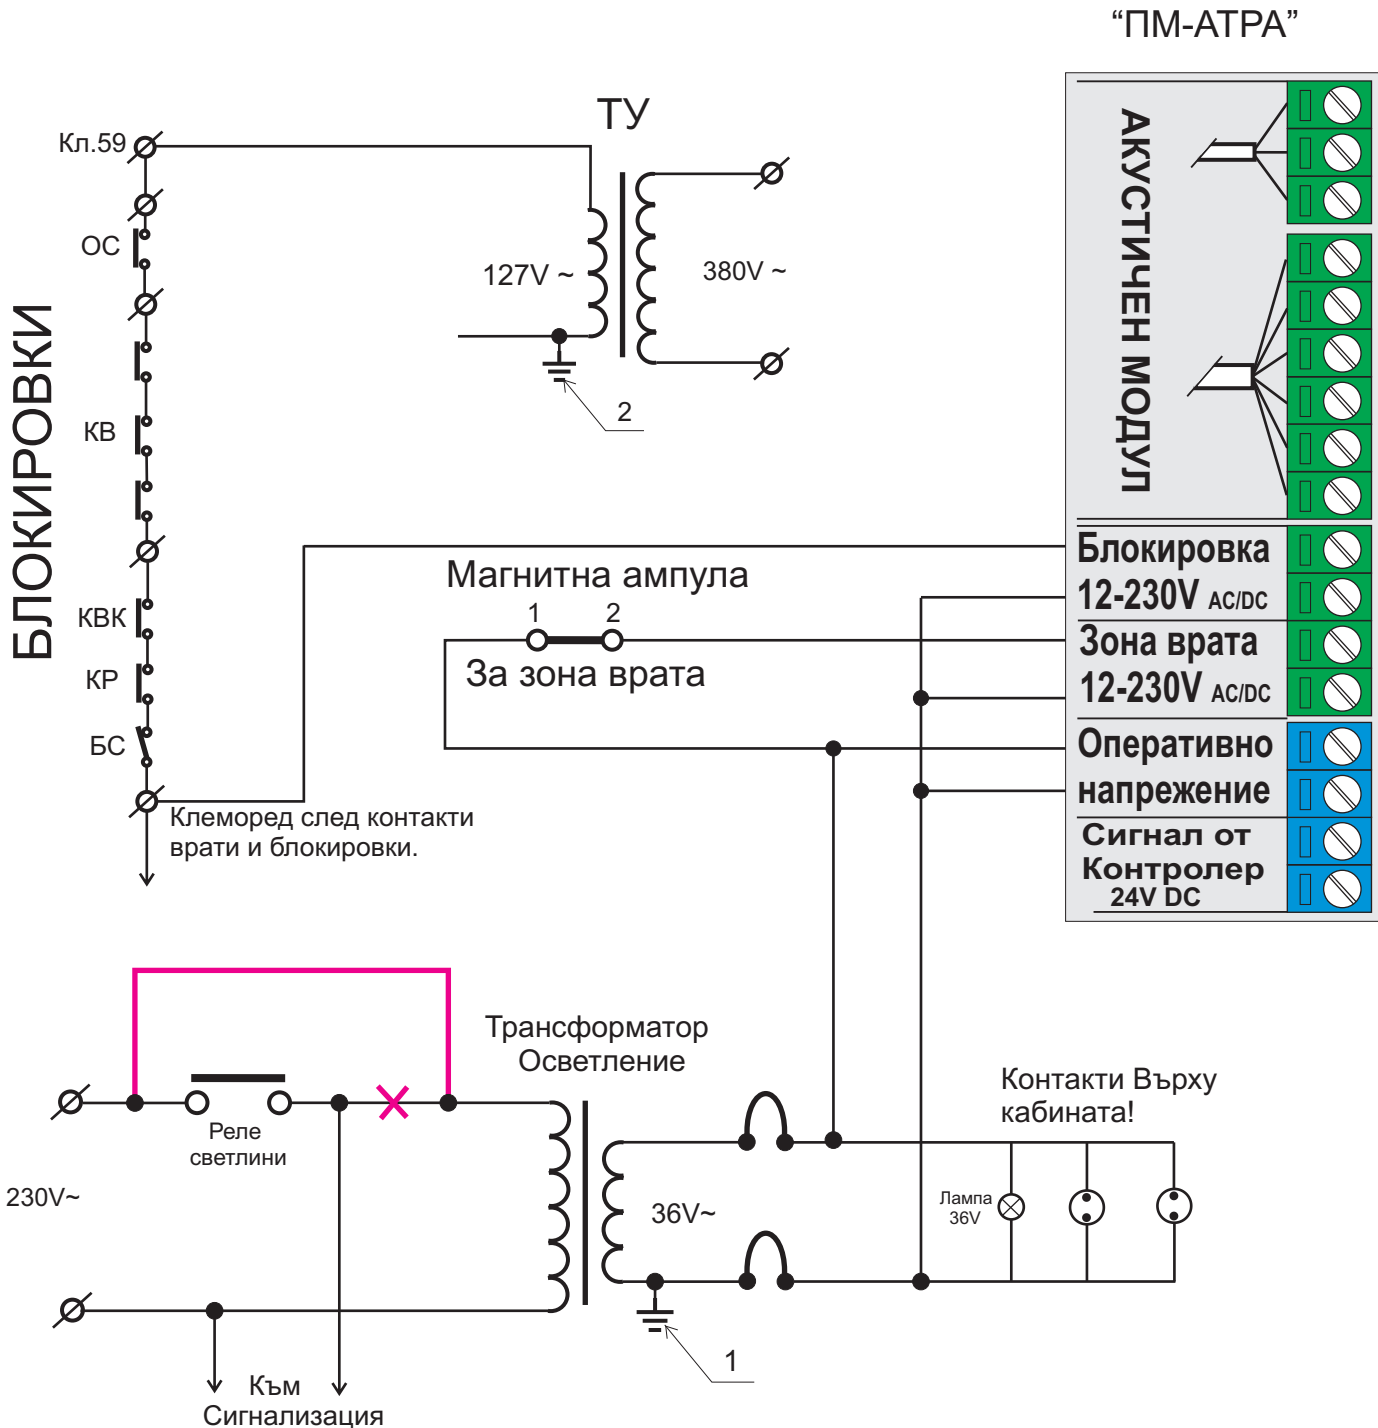 “ПМ-АТРА”
ТУ
Кл.59
127V ~
380V ~
2
ОС
КВ
КВК
КР
БС
БЛОКИРОВКИ
Клеморед след контакти
врати и блокировки.
Магнитна ампула
1 2
За зона врата
АКУСТИЧЕН МОДУЛ
Блокировка
12-230V AC/DC
Зона врата
12-230V AC/DC
Оперативно
напрежение
Сигнал от
Контролер
24V DC
Трансформатор
Осветление
Реле
светлини
230V~
36V~
Контакти Върху
кабината!
Лампа
36V
1
Към
Сигнализация